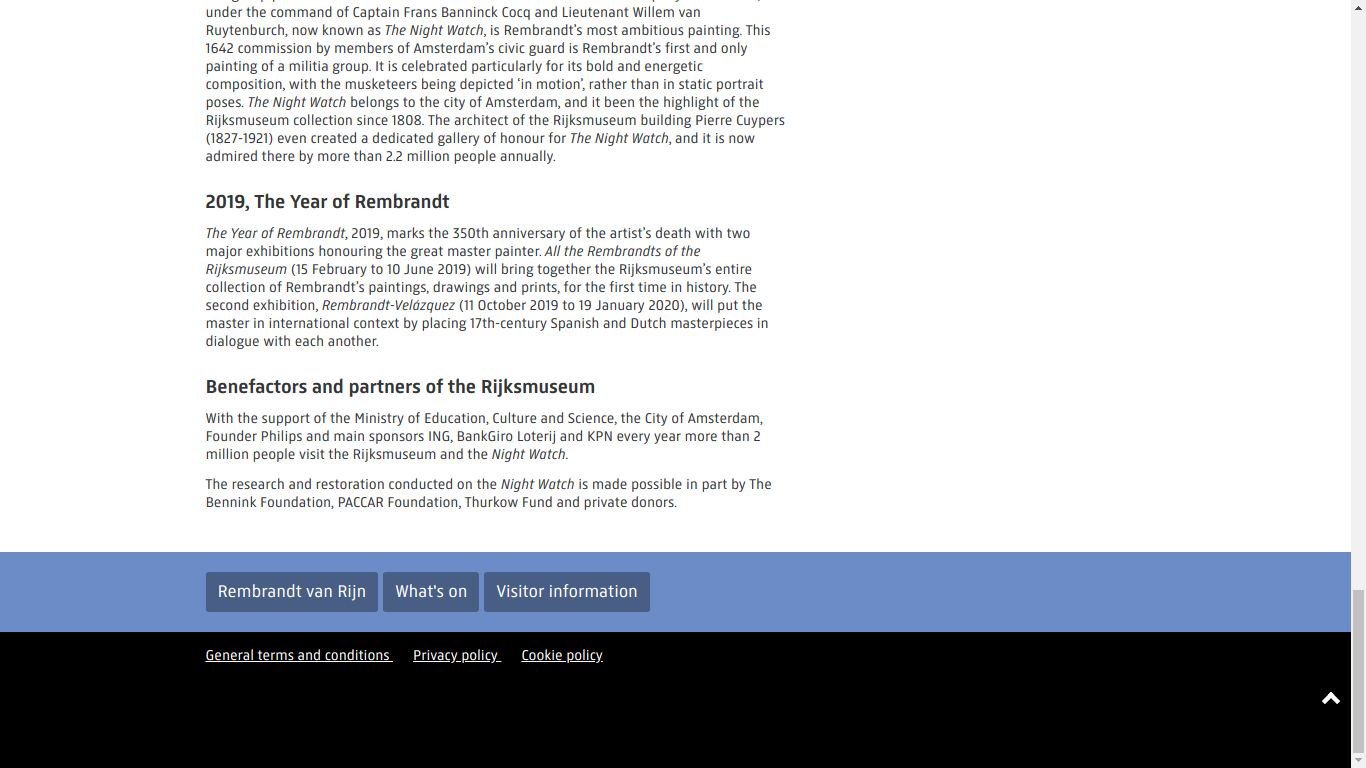 under the command of Captain Frans Banninck Cocq and Lieutenant Willem van
Ruytenburch, now known as The Night Watch, is Rembrandt’s most ambitious painting. This
1642 commission by members of Amsterdam’s civic guard is Rembrandt’s first and only
painting of a militia group. It is celebrated particularly for its bold and energetic
composition, with the musketeers being depicted ‘in motion’, rather than in static portrait
poses. The Night Watch belongs to the city of Amsterdam, and it been the highlight of the
Rijksmuseum collection since 1808. The architect of the Rijksmuseum building Pierre Cuypers
(1827-1921) even created a dedicated gallery of honour for The Night Watch, and it is now
admired there by more than 2.2 million people annually.
2019, The Year of Rembrandt
The Year of Rembrandt, 2019, marks the 350th anniversary of the artist’s death with two
major exhibitions honouring the great master painter. All the Rembrandts of the
Rijksmuseum (15 February to 10 June 2019) will bring together the Rijksmuseum’s entire
collection of Rembrandt’s paintings, drawings and prints, for the first time in history. The
second exhibition, Rembrandt-Velázquez (11 October 2019 to 19 January 2020), will put the
master in international context by placing 17th-century Spanish and Dutch masterpieces in
dialogue with each another.
Benefactors and partners of the Rijksmuseum
With the support of the Ministry of Education, Culture and Science, the City of Amsterdam,
Founder Philips and main sponsors ING, BankGiro Loterij and KPN every year more than 2
million people visit the Rijksmuseum and the Night Watch.
The research and restoration conducted on the Night Watch is made possible in part by The
Bennink Foundation, PACCAR Foundation, Thurkow Fund and private donors.
Rembrandt van Rijn What's on Visitor information
General terms and conditions Privacy policy Cookie policy